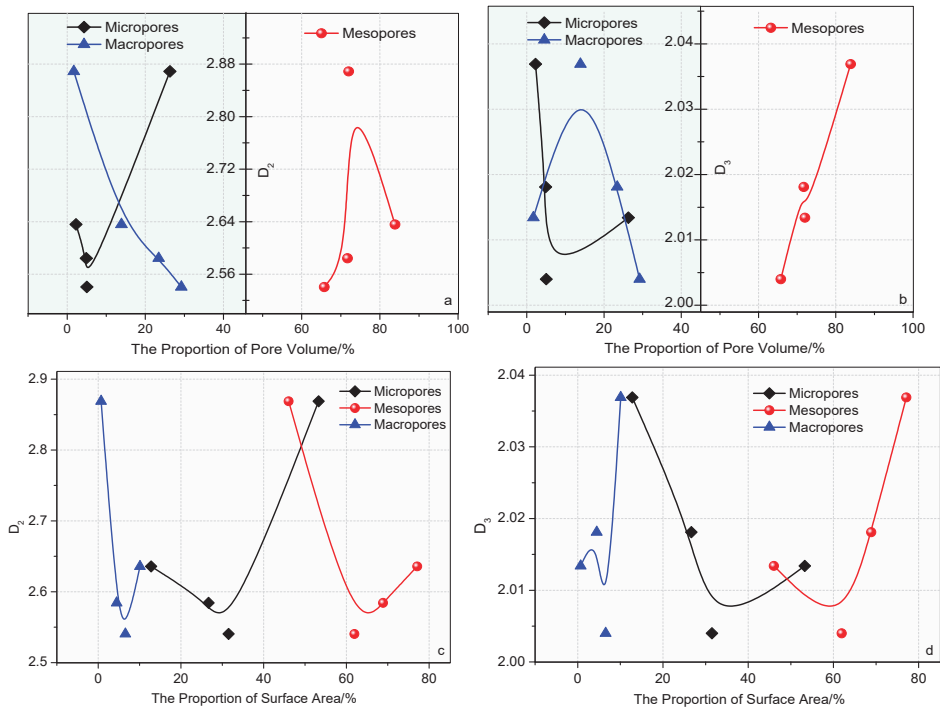 Micropores
Macropores
Mesopores
2.88
2.80
2.72
2.64
2.56
D2
0 20 40 60 80 100
a
The Proportion of Pore Volume/%
Micropores
Macropores
Mesopores
2.04
2.03
2.02
2.01
2.00
D3
0 20 40 60 80 100
b
The Proportion of Pore Volume/%
2.9
2.8
2.7
2.6
2.5
D2
Micropores
Mesopores
Macropores
c
0 20 40 60 80
The Proportion of Surface Area/%
2.04
2.03
2.02
2.01
2.00
D3
Micropores
Mesopores
Macropores
d
0 20 40 60 80
The Proportion of Surface Area/%